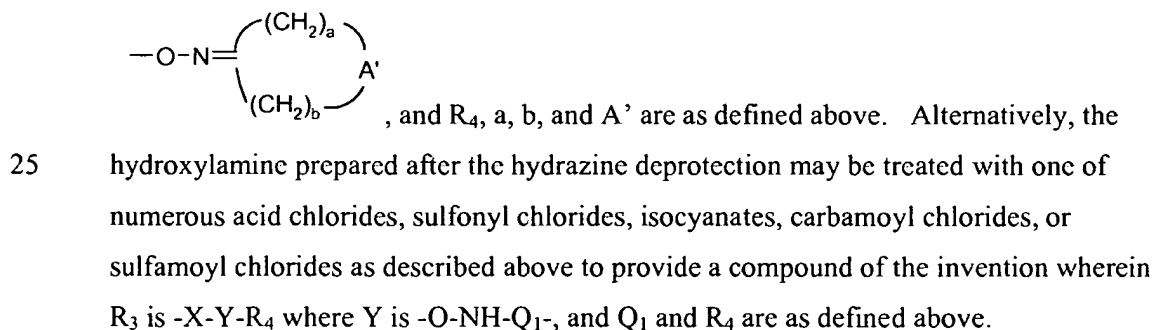 (CH₂)ₐ
—O-N=
A'
(CH₂)b , and R₄, a, b, and A' are as defined above. Alternatively, the
25 hydroxylamine prepared after the hydrazine deprotection may be treated with one of
numerous acid chlorides, sulfonyl chlorides, isocyanates, carbamoyl chlorides, or
sulfamoyl chlorides as described above to provide a compound of the invention wherein
R₃ is -X-Y-R₄ where Y is -O-NH-Q₁-, and Q₁ and R₄ are as defined above.